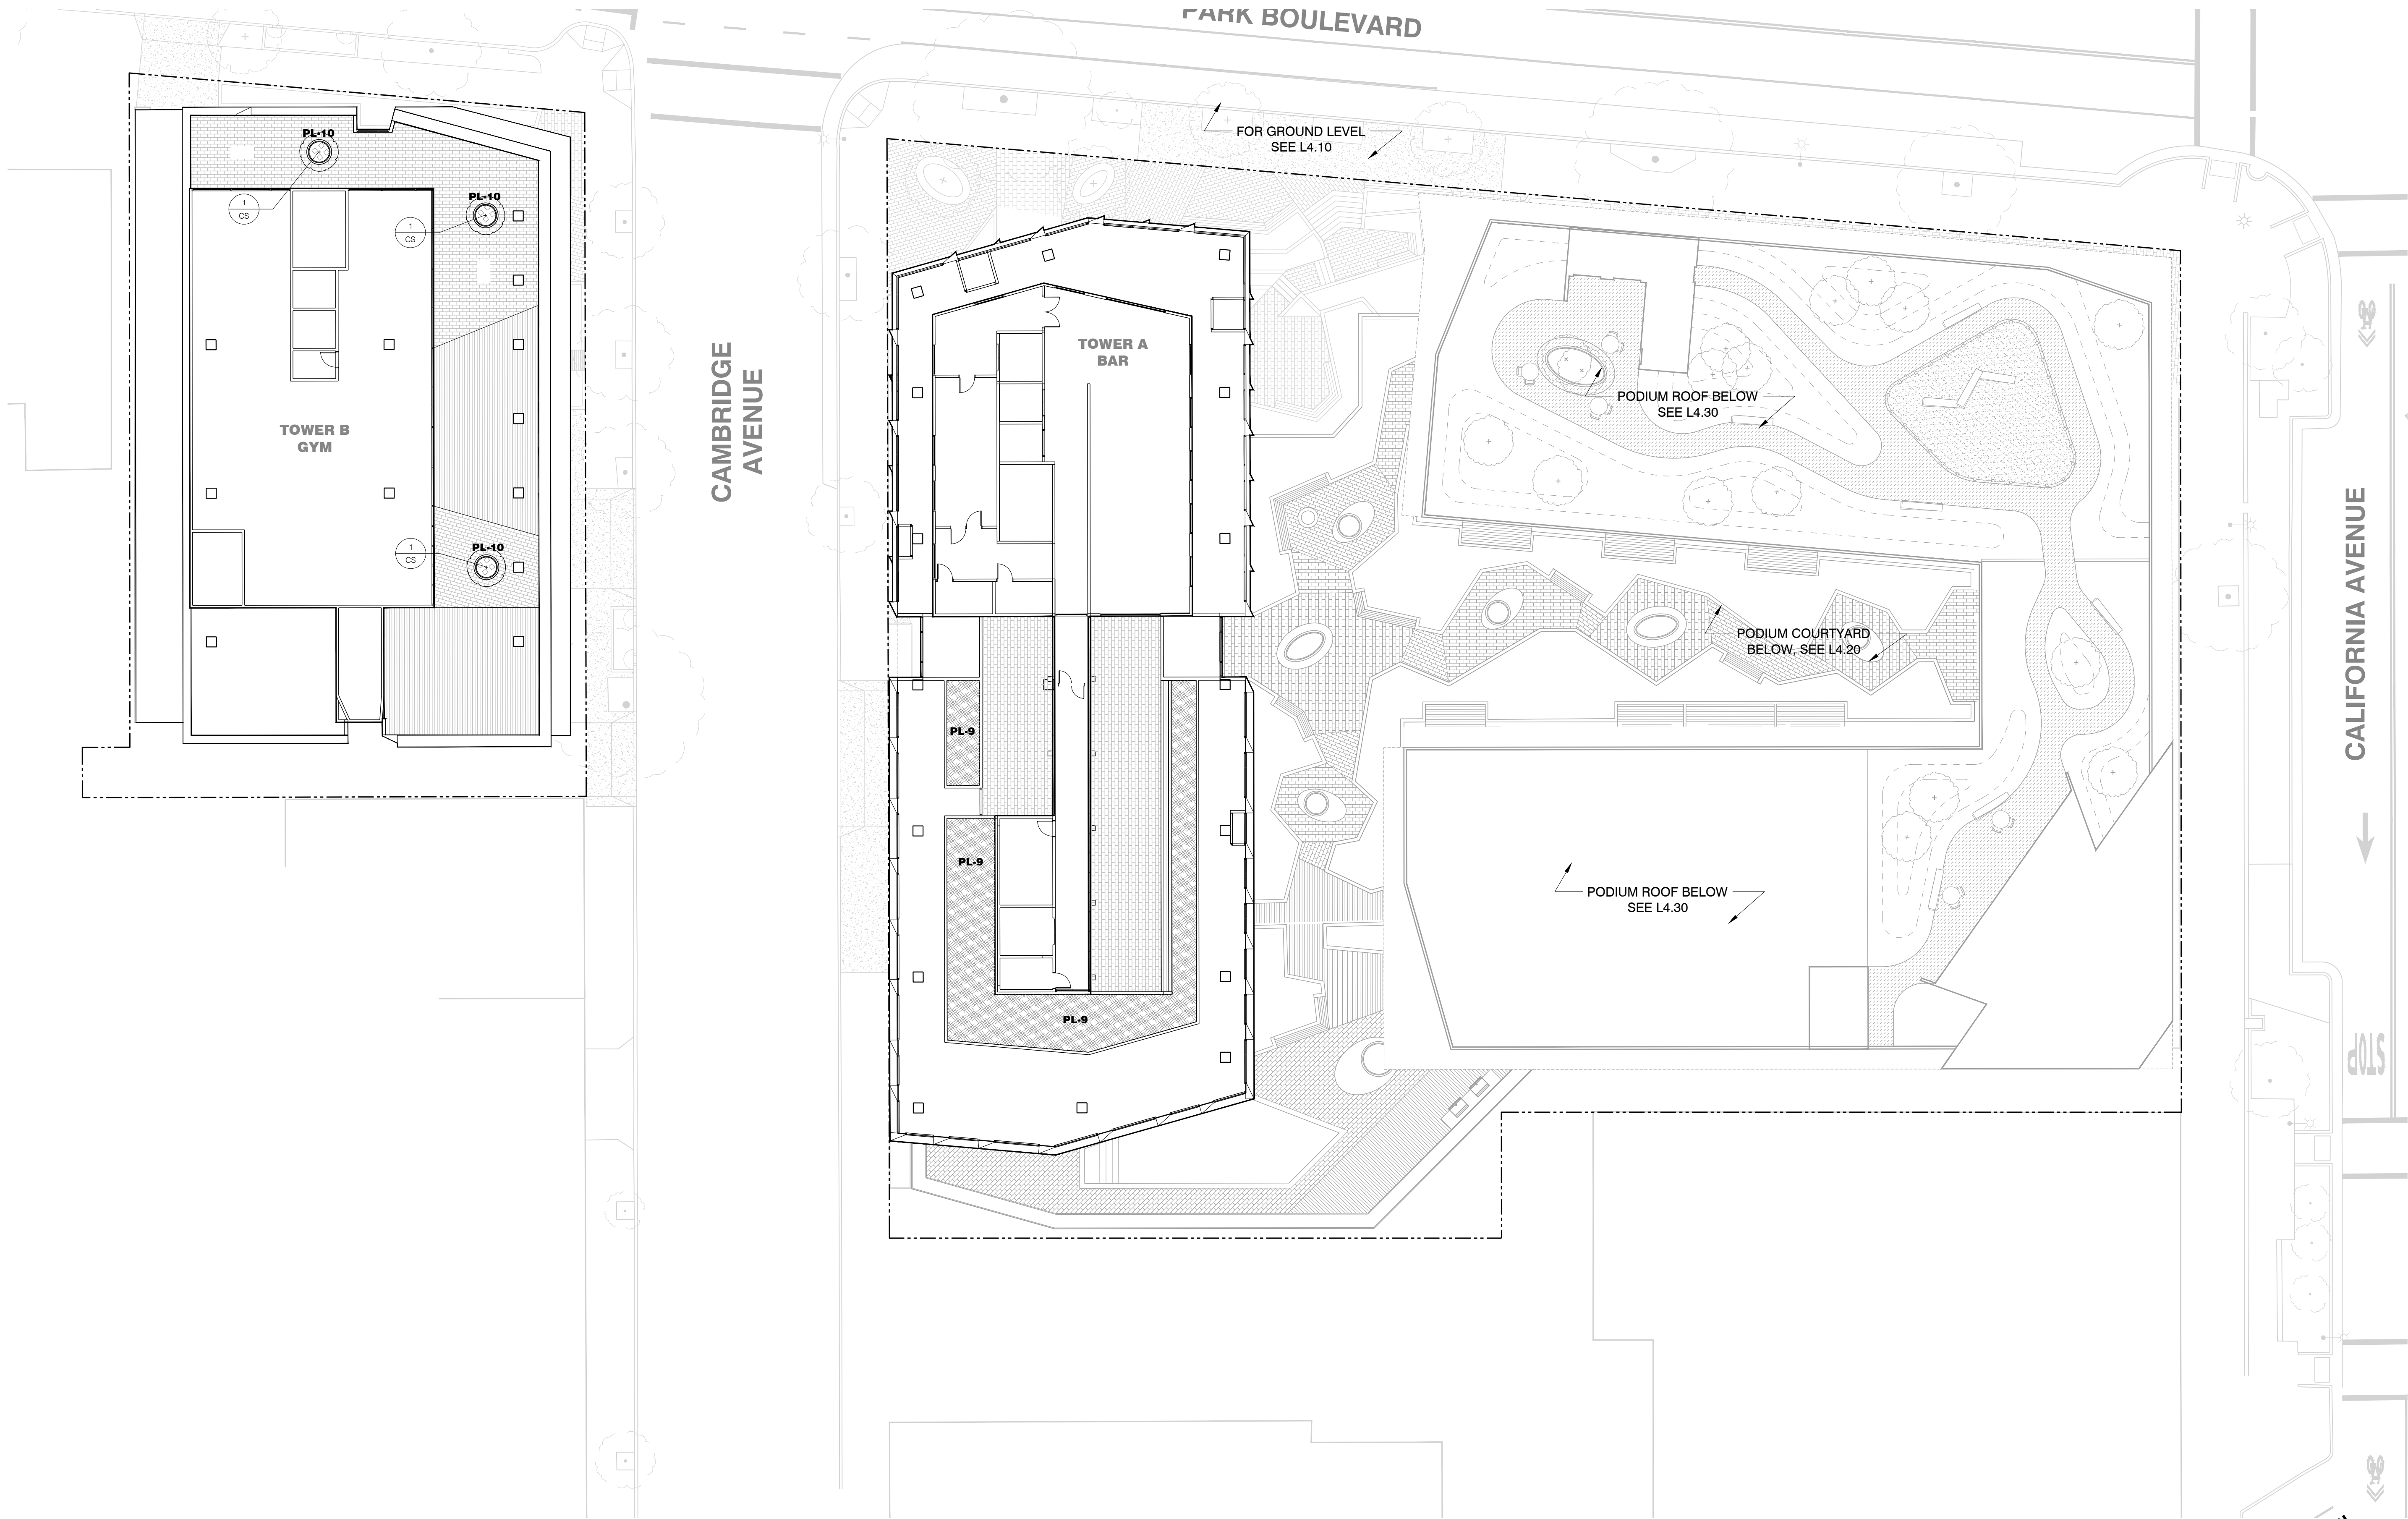 PARK BOULEVARD
FOR GROUND LEVEL
SEE L4.10
PL-10
1
CS
PL-10
1
CS
TOWER B
GYM
PL-10
1
CS
CAMBRIDGE
AVENUE
TOWER A
BAR
PODIUM ROOF BELOW
SEE L4.30
PODIUM COURTYARD
BELOW, SEE L4.20
PL-9
PL-9
PL-9
PODIUM ROOF BELOW
SEE L4.30
CALIFORNIA AVENUE
STOP